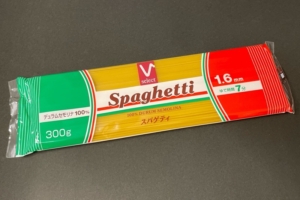 V
select
Spaghetti
スパゲティ
デュラムセモリナ100%
300g
1.6mm
ゆで時間7分